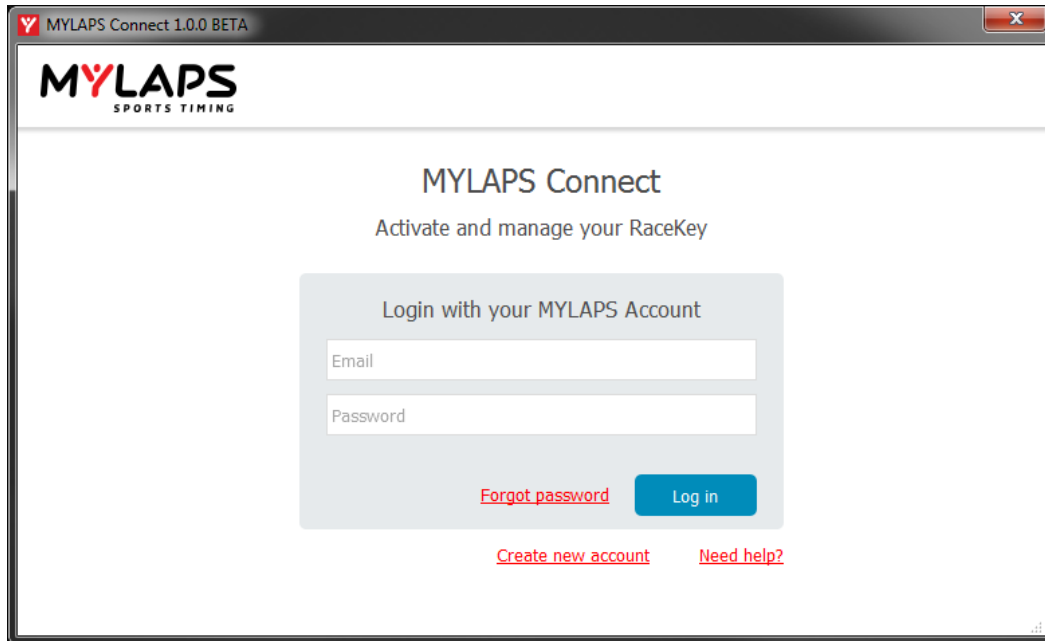 MYLAPS Connect 1.0.0 BETA
MYLAPS
SPORTS TIMING
MYLAPS Connect
Activate and manage your RaceKey
Login with your MYLAPS Account
Email
Password
Forgot password
Log in
Create new account
Need help?